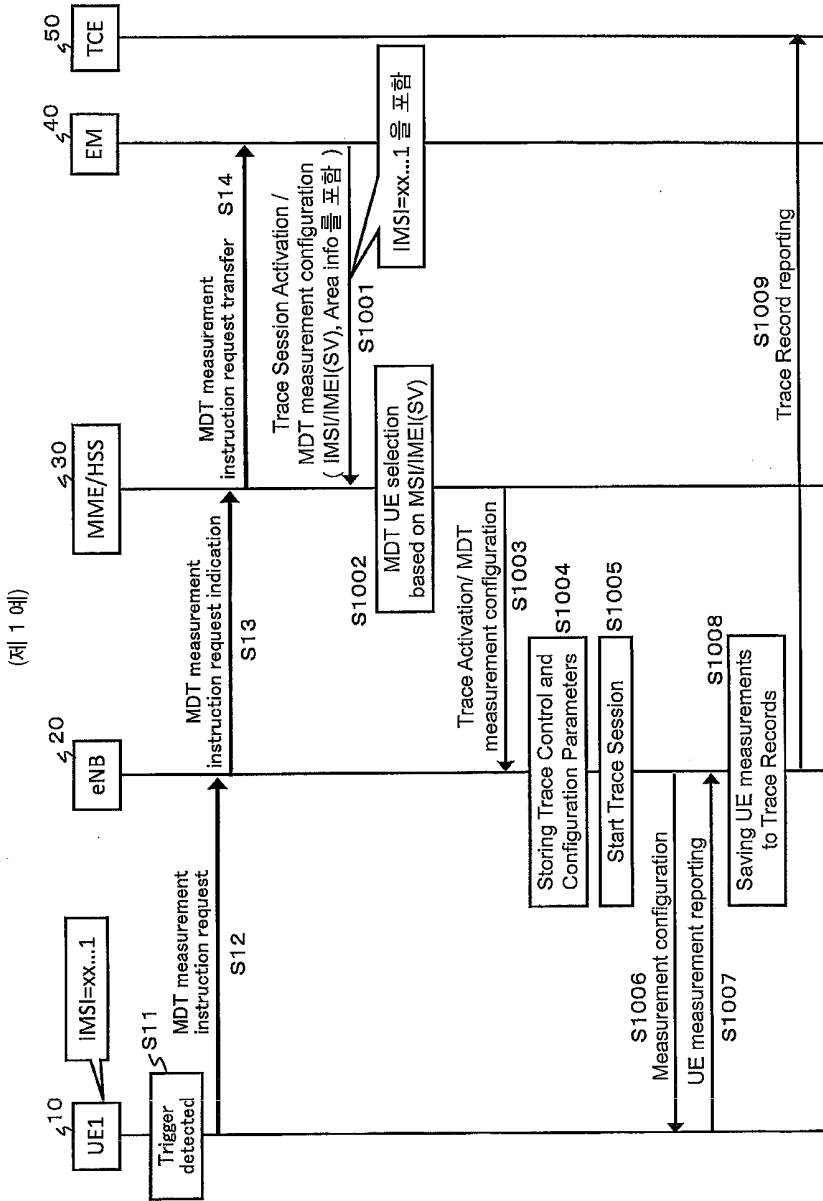 (제 1 예)
10
UE1
IMSI=xx...1
20
eNB
30
MME/HSS
40
EM
50
TCE
S11
Trigger
detected
MDT measurement
instruction request
S12
MDT measurement
instruction request indication
S13
MDT measurement
instruction request transfer
S14
Trace Session Activation /
MDT measurement configuration
( IMSI/IMEI(SV), Area info 를 포함 )
S1001
IMSI=xx...1 을 포함
S1002
MDT UE selection
based on MSI/IMEI(SV)
Trace Activation/ MDT
measurement configuration
S1003
S1004
Storing Trace Control and
Configuration Parameters
S1005
Start Trace Session
S1006
Measurement configuration
UE measurement reporting
S1007
S1008
Saving UE measurements
to Trace Records
S1009
Trace Record reporting